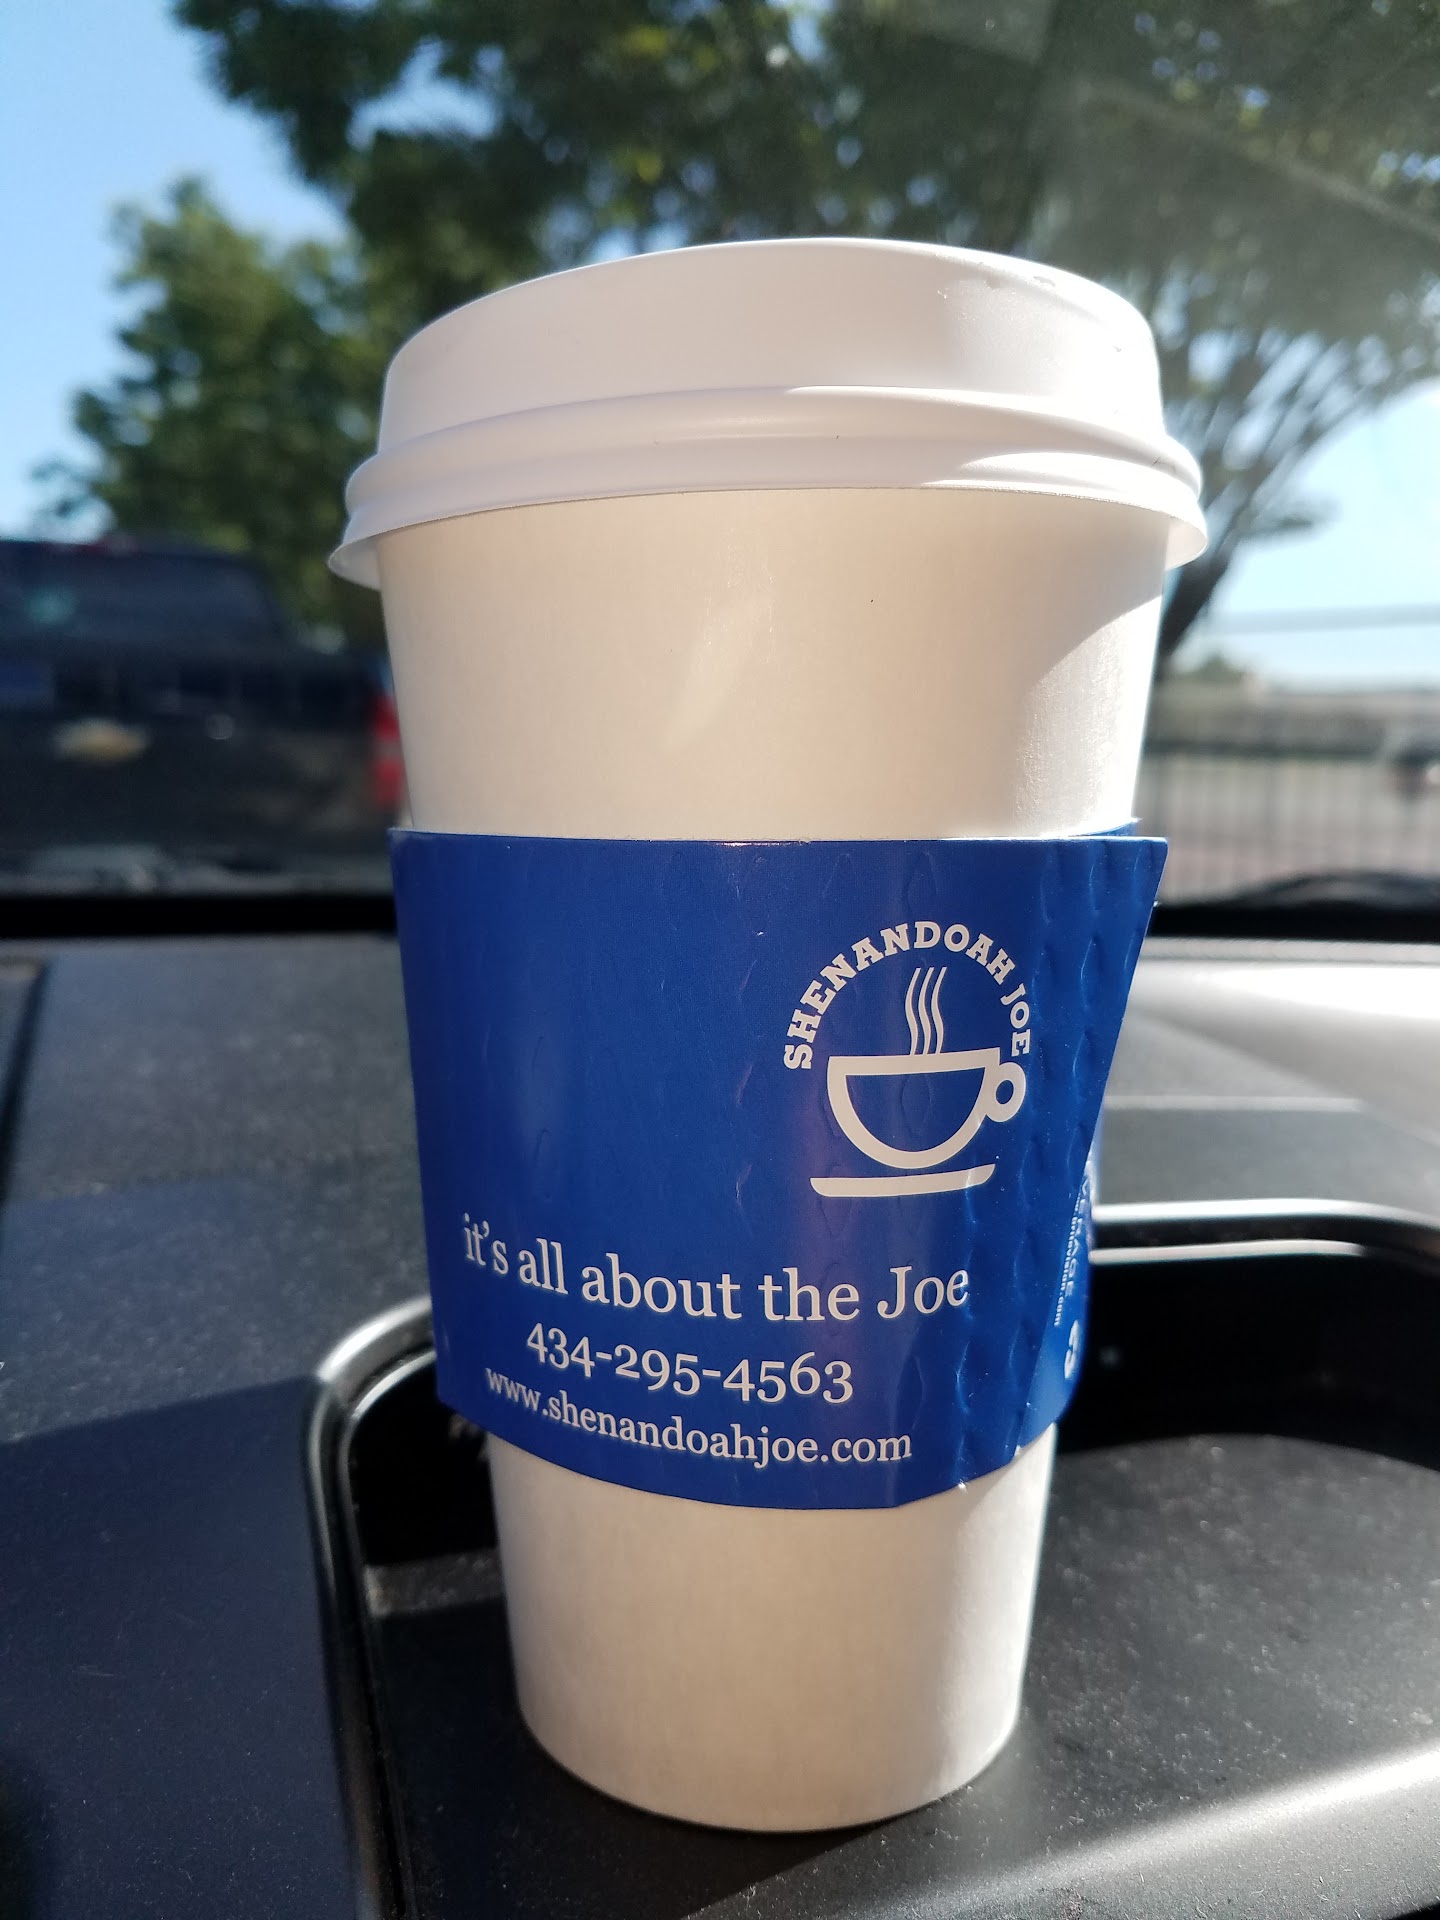 SHENANDOAH JOE
it's all about the Joe
434-295-4563
www.shenandoahjoe.com